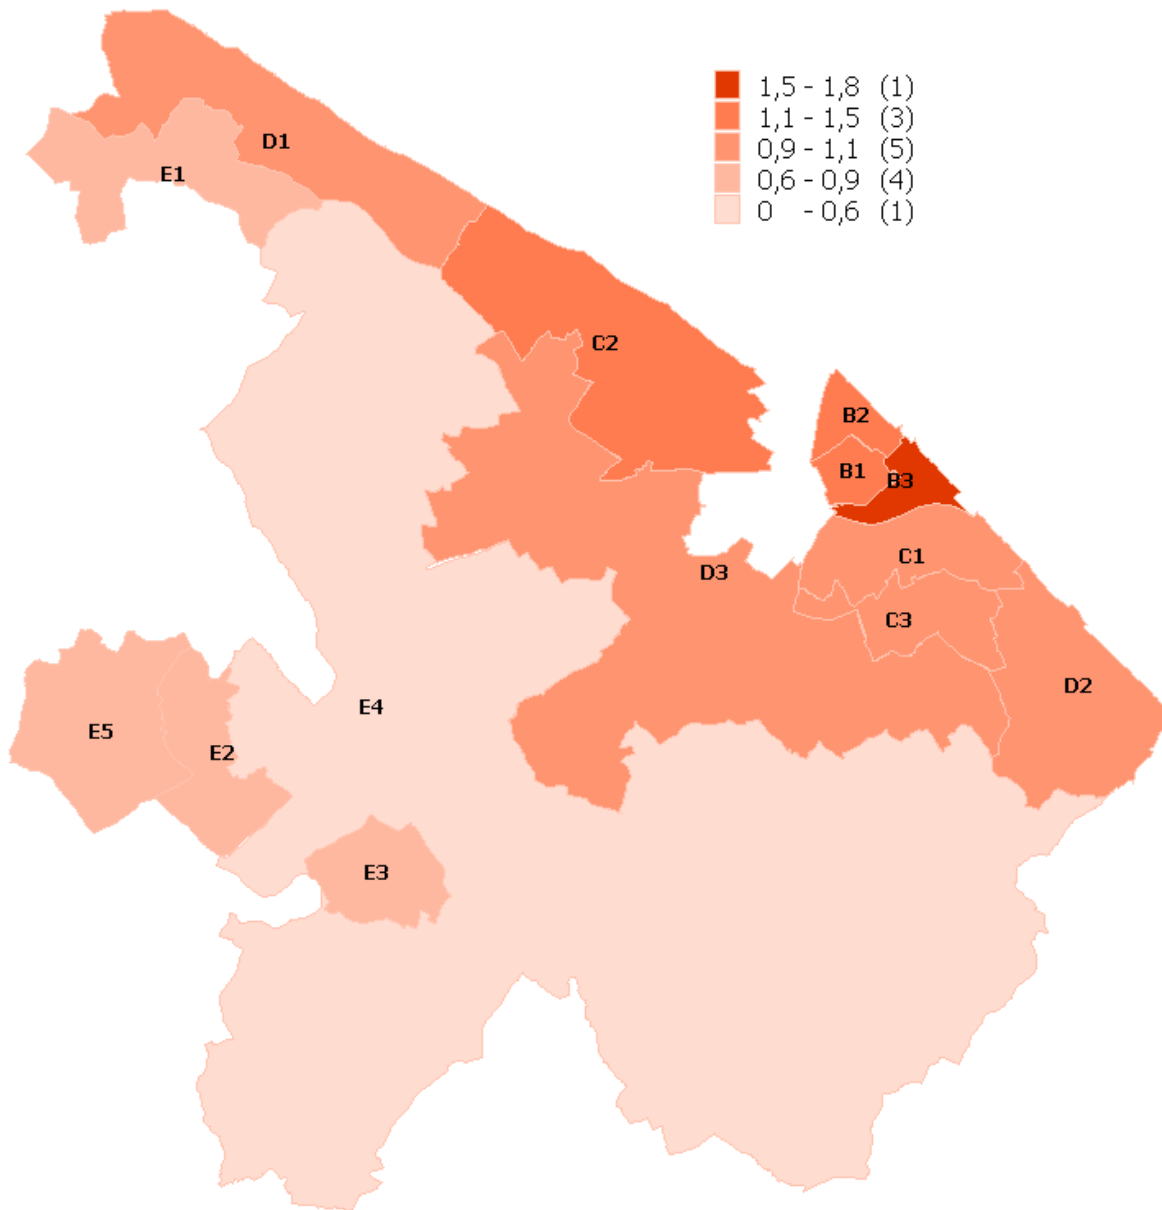 1,5 - 1,8 (1)
1,1 - 1,5 (3)
0,9 - 1,1 (5)
0,6 - 0,9 (4)
0 - 0,6 (1)
D1
E1
C2
B2
B1
B3
C1
D3
C3
D2
E4
E5
E2
E3